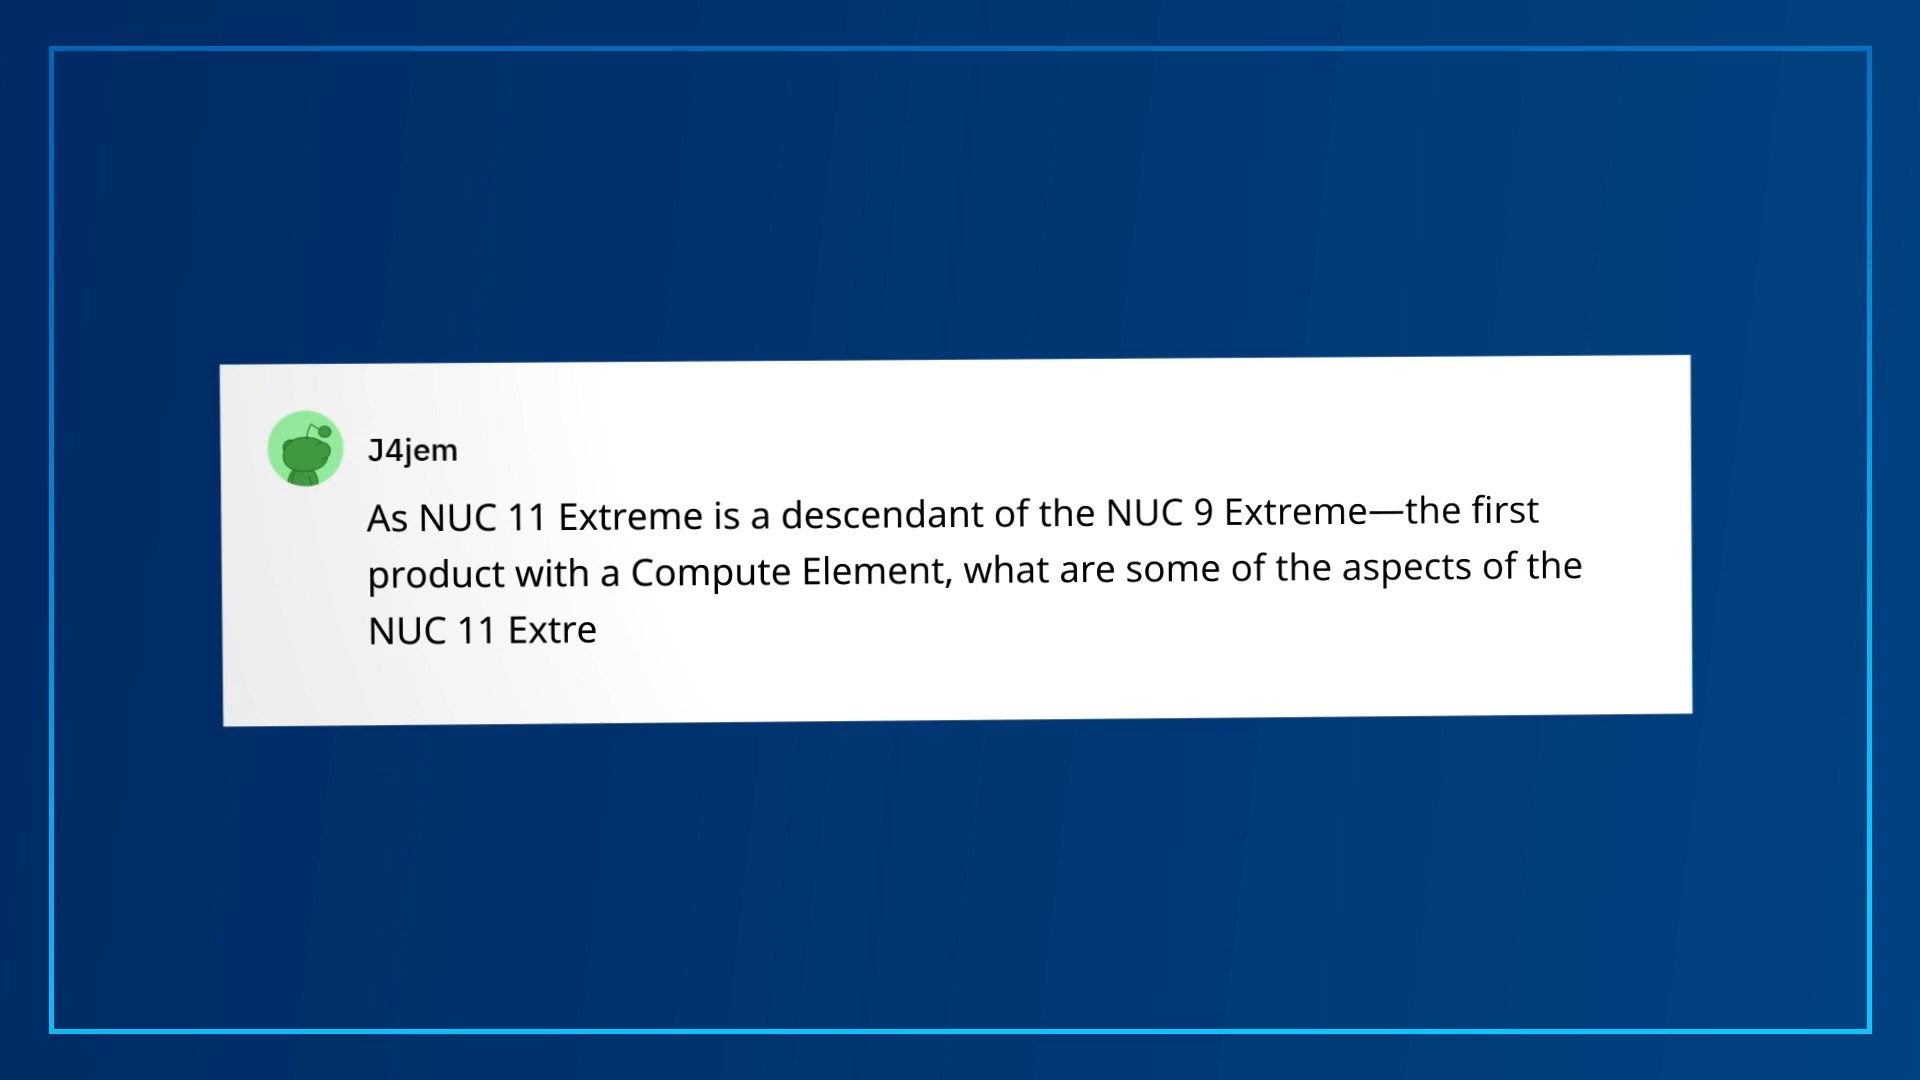 J4jem
As NUC 11 Extreme is a descendant of the NUC 9 Extreme—the first
product with a Compute Element, what are some of the aspects of the
NUC 11 Extre